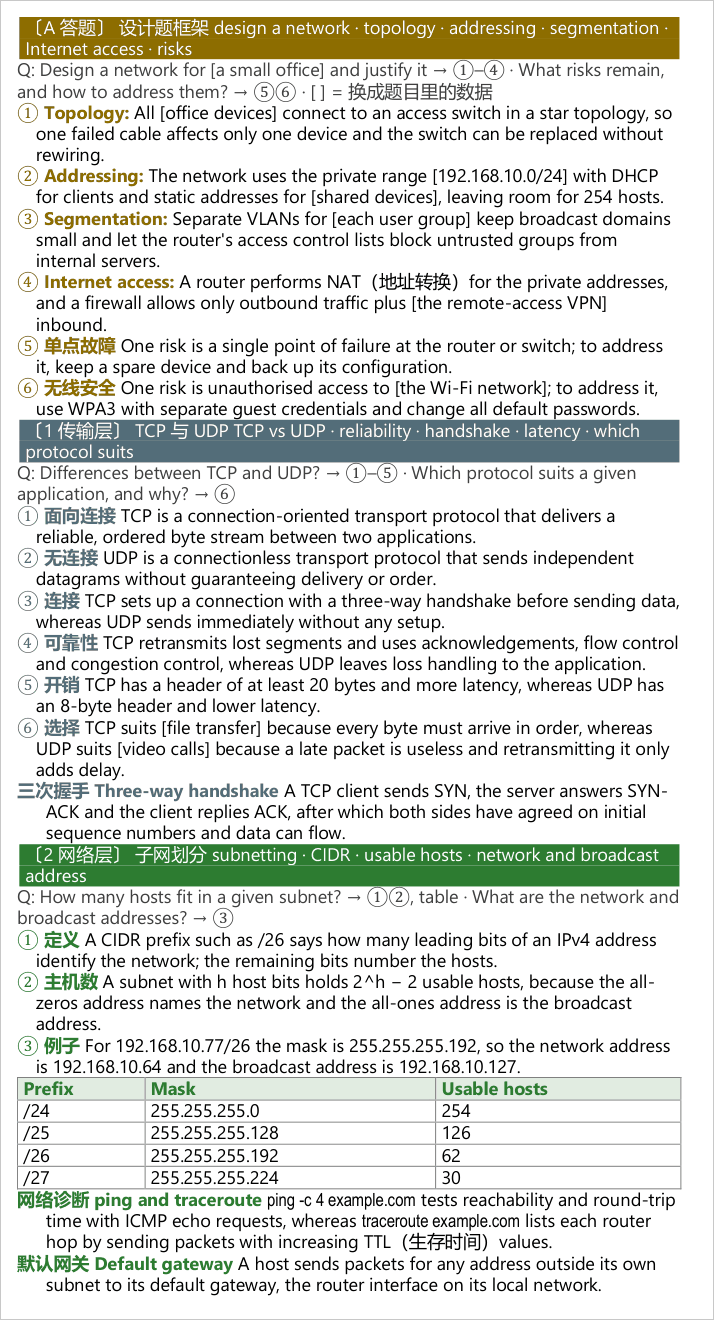 〔A 答题〕 设计题框架 design a network · topology · addressing · segmentation ·
Internet access · risks
Q: Design a network for [a small office] and justify it → ①–④ · What risks remain,
and how to address them? → ⑤⑥ · [ ] = 换成题目里的数据
① Topology: All [office devices] connect to an access switch in a star topology, so
one failed cable affects only one device and the switch can be replaced without
rewiring.
② Addressing: The network uses the private range [192.168.10.0/24] with DHCP
for clients and static addresses for [shared devices], leaving room for 254 hosts.
③ Segmentation: Separate VLANs for [each user group] keep broadcast domains
small and let the router's access control lists block untrusted groups from
internal servers.
④ Internet access: A router performs NAT（地址转换）for the private addresses,
and a firewall allows only outbound traffic plus [the remote-access VPN]
inbound.
⑤ 单点故障 One risk is a single point of failure at the router or switch; to address
it, keep a spare device and back up its configuration.
⑥ 无线安全 One risk is unauthorised access to [the Wi-Fi network]; to address it,
use WPA3 with separate guest credentials and change all default passwords.
〔1 传输层〕 TCP 与 UDP TCP vs UDP · reliability · handshake · latency · which
protocol suits
Q: Differences between TCP and UDP? → ①–⑤ · Which protocol suits a given
application, and why? → ⑥
① 面向连接 TCP is a connection-oriented transport protocol that delivers a
reliable, ordered byte stream between two applications.
② 无连接 UDP is a connectionless transport protocol that sends independent
datagrams without guaranteeing delivery or order.
③ 连接 TCP sets up a connection with a three-way handshake before sending data,
whereas UDP sends immediately without any setup.
④ 可靠性 TCP retransmits lost segments and uses acknowledgements, flow control
and congestion control, whereas UDP leaves loss handling to the application.
⑤ 开销 TCP has a header of at least 20 bytes and more latency, whereas UDP has
an 8-byte header and lower latency.
⑥ 选择 TCP suits [file transfer] because every byte must arrive in order, whereas
UDP suits [video calls] because a late packet is useless and retransmitting it only
adds delay.
三次握手 Three-way handshake A TCP client sends SYN, the server answers SYN-
ACK and the client replies ACK, after which both sides have agreed on initial
sequence numbers and data can flow.
〔2 网络层〕 子网划分 subnetting · CIDR · usable hosts · network and broadcast
address
Q: How many hosts fit in a given subnet? → ①②, table · What are the network and
broadcast addresses? → ③
① 定义 A CIDR prefix such as /26 says how many leading bits of an IPv4 address
identify the network; the remaining bits number the hosts.
② 主机数 A subnet with h host bits holds 2^h − 2 usable hosts, because the all-
zeros address names the network and the all-ones address is the broadcast
address.
③ 例子 For 192.168.10.77/26 the mask is 255.255.255.192, so the network address
is 192.168.10.64 and the broadcast address is 192.168.10.127.
Prefix Mask Usable hosts
/24 255.255.255.0 254
/25 255.255.255.128 126
/26 255.255.255.192 62
/27 255.255.255.224 30
网络诊断 ping and traceroute ping -c 4 example.com tests reachability and round-trip
time with ICMP echo requests, whereas traceroute example.com lists each router
hop by sending packets with increasing TTL（生存时间）values.
默认网关 Default gateway A host sends packets for any address outside its own
subnet to its default gateway, the router interface on its local network.